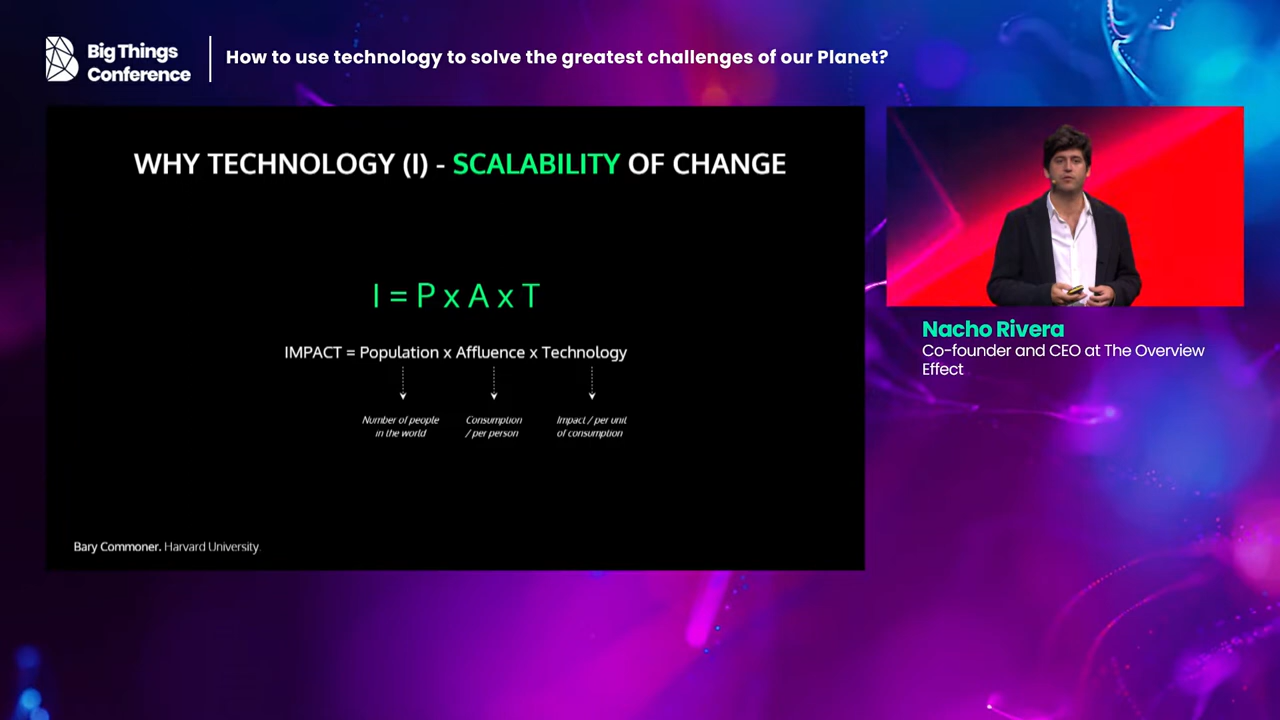 Big Things
Conference
How to use technology to solve the greatest challenges of our Planet?
WHY TECHNOLOGY (I) - SCALABILITY OF CHANGE
I = P x A x T
IMPACT = Population x Affluence x Technology
Number of people
in the world
Consumption
/ per person
Impact / per unit
of consumption
Bary Commoner. Harvard University.
Nacho Rivera
Co-founder and CEO at The Overview
Effect